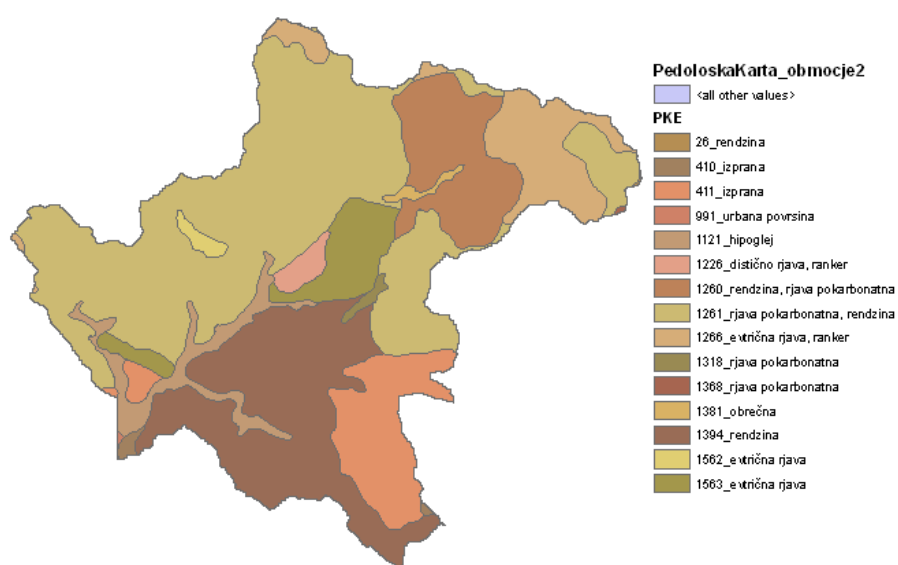 PedoloskaKarta_obmocje2
<all other values>
PKE
26_rendzina
410_izprana
411_izprana
991_urbana povrsina
1121_hipoglej
1226_distično rjava, ranker
1260_rendzina, rjava pokarbonatna
1261_rjava pokarbonatna, rendzina
1266_evtrična rjava, ranker
1318_rjava pokarbonatna
1368_rjava pokarbonatna
1381_obrečna
1394_rendzina
1562_evtrična rjava
1563_evtrična rjava